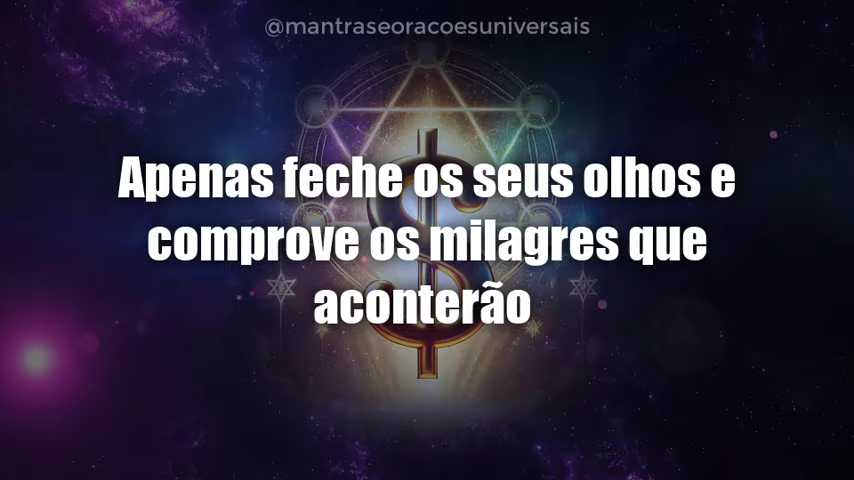 @mantraseoracoesuniversais
Apenas feche os seus olhos e
comprove os milagres que
aconterão